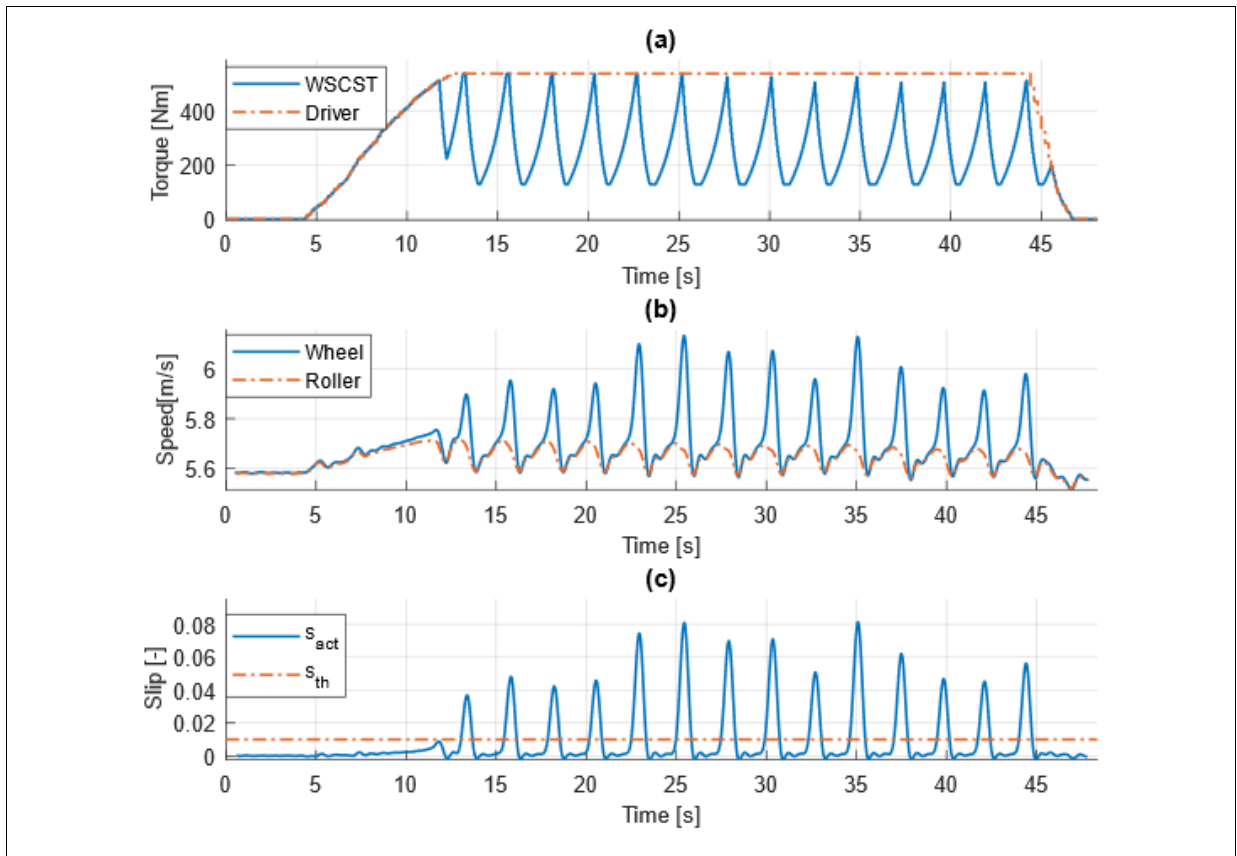 (a)
WSCST
Driver
Torque [Nm]
400
200
0
0 5 10 15 20 25 30 35 40 45
Time [s]
(b)
Wheel
Roller
Speed[m/s]
6
5.8
5.6
0 5 10 15 20 25 30 35 40 45
Time [s]
(c)
s_act
s_th
Slip [-]
0.08
0.06
0.04
0.02
0
0 5 10 15 20 25 30 35 40 45
Time [s]